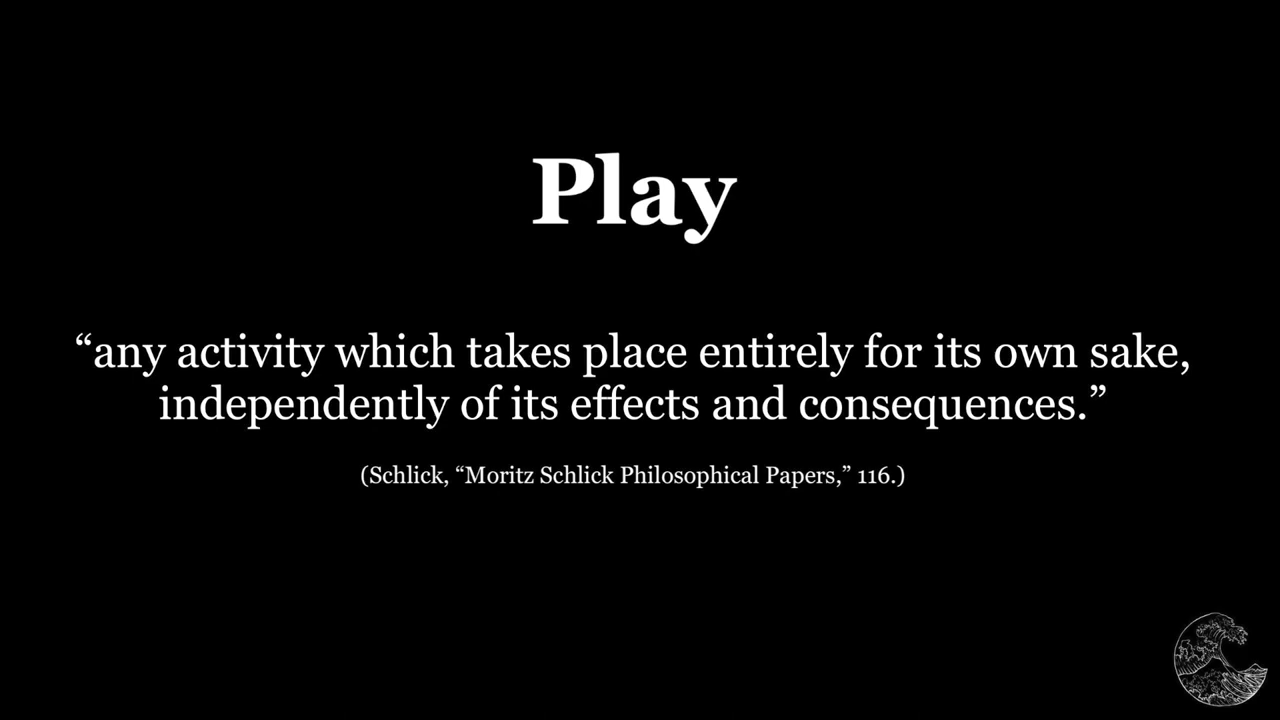 Play
“any activity which takes place entirely for its own sake,
independently of its effects and consequences.”
(Schlick, “Moritz Schlick Philosophical Papers,” 116.)